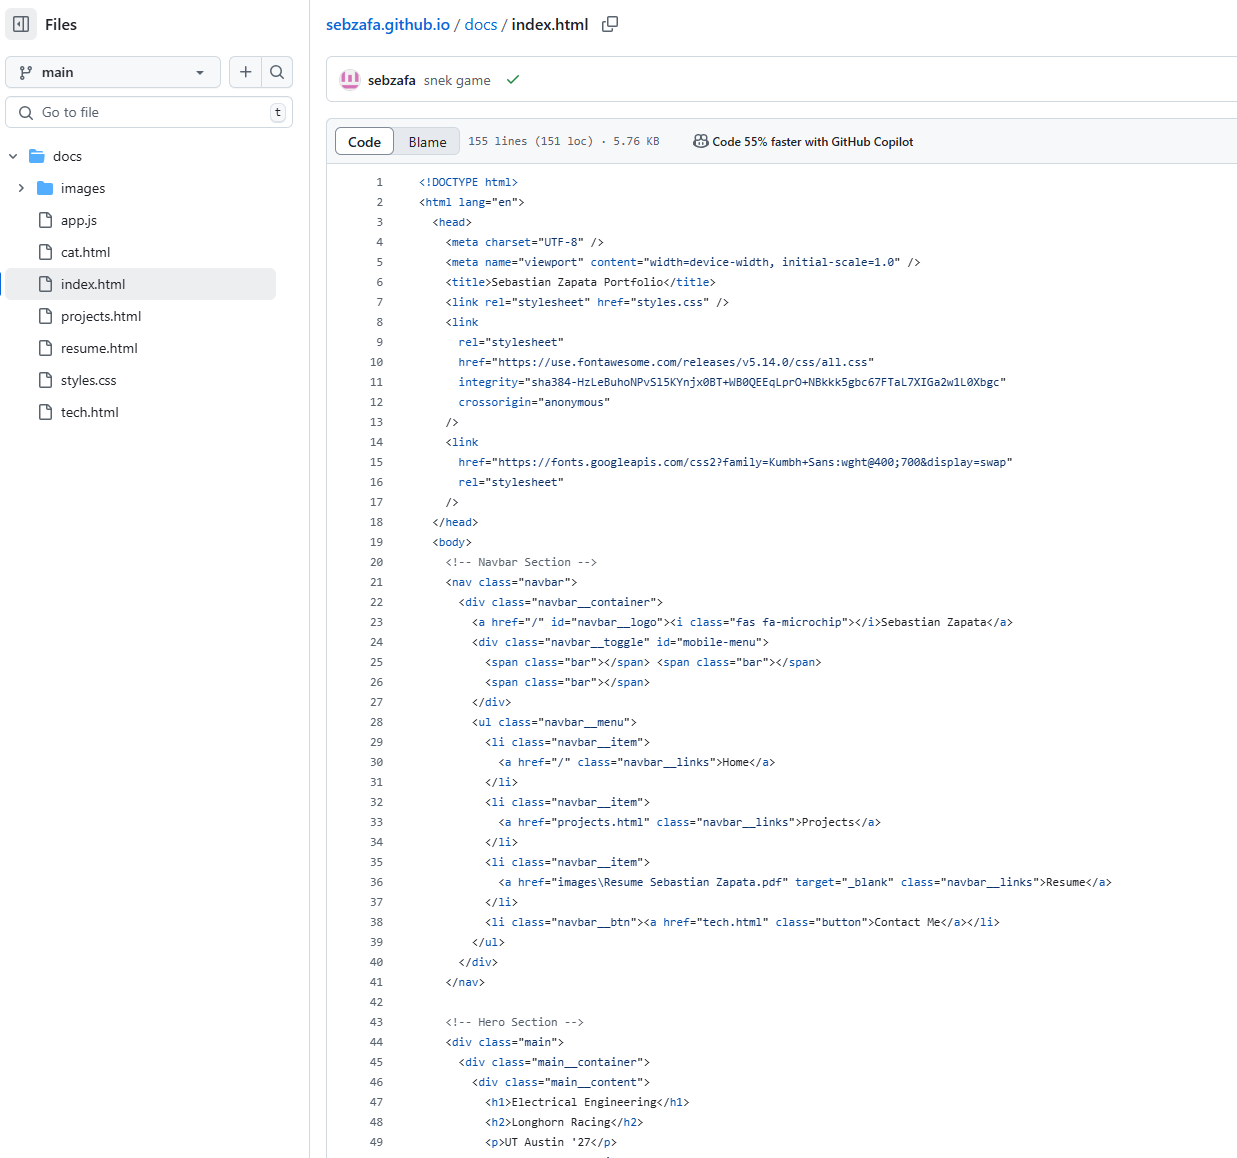 Files
main
Go to file
t
docs
images
app.js
cat.html
index.html
projects.html
resume.html
styles.css
tech.html
sebzafa.github.io / docs / index.html
sebzafa snek game
Code Blame 155 lines (151 loc) · 5.76 KB Code 55% faster with GitHub Copilot
1 <!DOCTYPE html>
2 <html lang="en">
3 <head>
4 <meta charset="UTF-8" />
5 <meta name="viewport" content="width=device-width, initial-scale=1.0" />
6 <title>Sebastian Zapata Portfolio</title>
7 <link rel="stylesheet" href="styles.css" />
8 <link
9 rel="stylesheet"
10 href="https://use.fontawesome.com/releases/v5.14.0/css/all.css"
11 integrity="sha384-HzLeBuhoNPvSl5KYnjx0BT+WB0QEEqLprO+NBkkk5gbc67FTaL7XIGa2w1L0Xbgc"
12 crossorigin="anonymous"
13 />
14 <link
15 href="https://fonts.googleapis.com/css2?family=Kumbh+Sans:wght@400;700&display=swap"
16 rel="stylesheet"
17 />
18 </head>
19 <body>
20 <!-- Navbar Section -->
21 <nav class="navbar">
22 <div class="navbar__container">
23 <a href="/" id="navbar__logo"><i class="fas fa-microchip"></i>Sebastian Zapata</a>
24 <div class="navbar__toggle" id="mobile-menu">
25 <span class="bar"></span> <span class="bar"></span>
26 <span class="bar"></span>
27 </div>
28 <ul class="navbar__menu">
29 <li class="navbar__item">
30 <a href="/" class="navbar__links">Home</a>
31 </li>
32 <li class="navbar__item">
33 <a href="projects.html" class="navbar__links">Projects</a>
34 </li>
35 <li class="navbar__item">
36 <a href="images\Resume Sebastian Zapata.pdf" target="_blank" class="navbar__links">Resume</a>
37 </li>
38 <li class="navbar__btn"><a href="tech.html" class="button">Contact Me</a></li>
39 </ul>
40 </div>
41 </nav>
42
43 <!-- Hero Section -->
44 <div class="main">
45 <div class="main__container">
46 <div class="main__content">
47 <h1>Electrical Engineering</h1>
48 <h2>Longhorn Racing</h2>
49 <p>UT Austin '27</p>